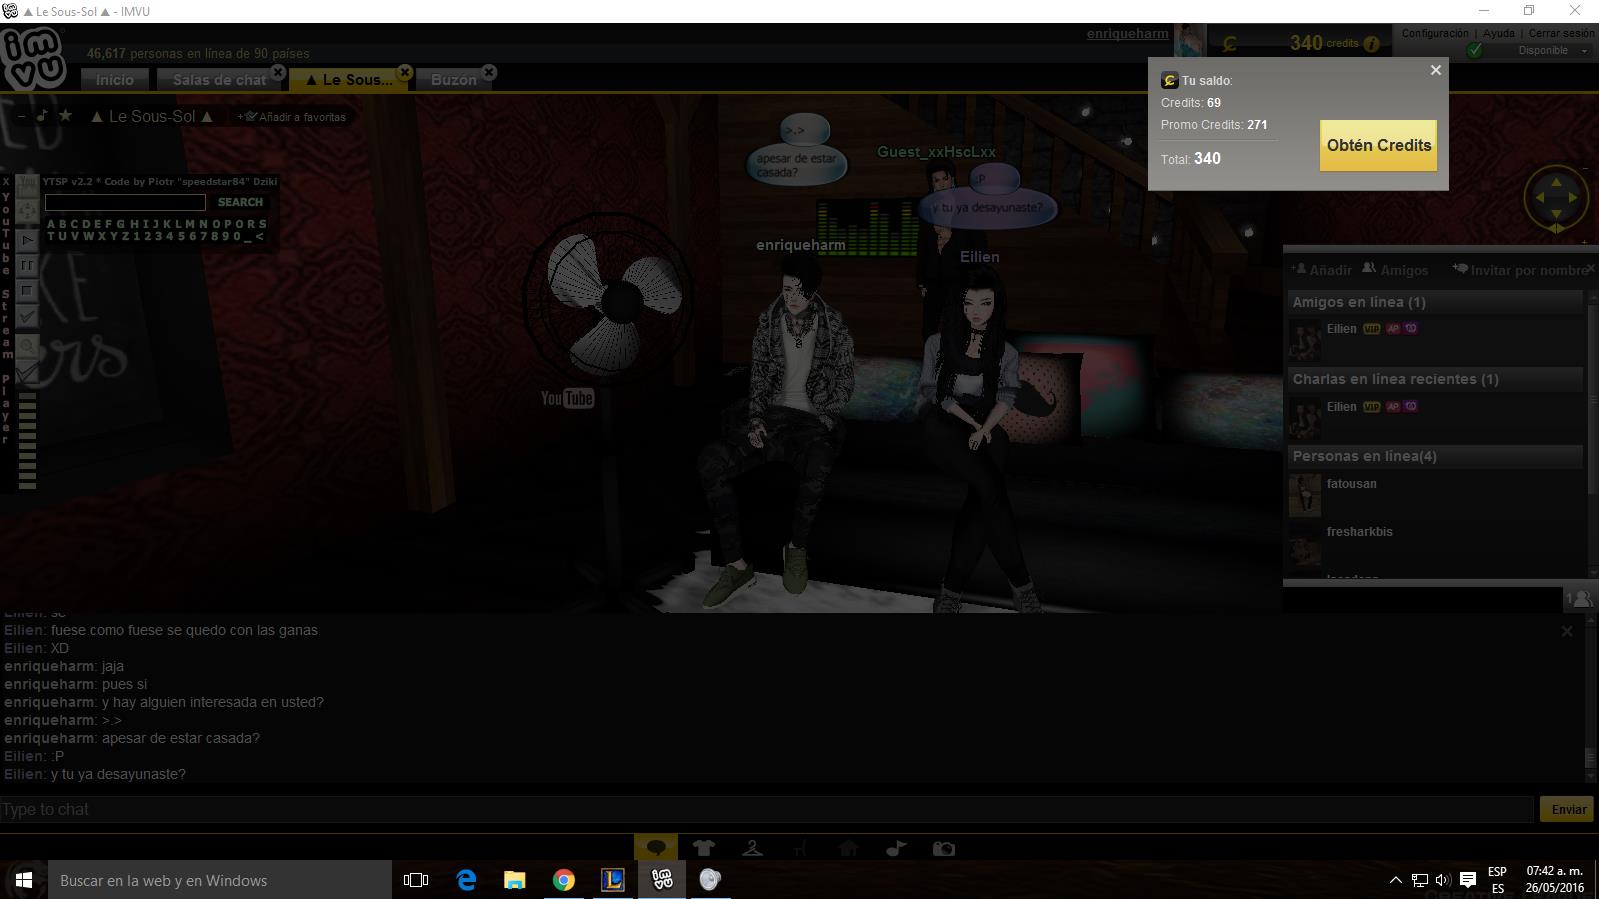 ▲ Le Sous-Sol ▲ - IMVU
imvu
46,617 personas en línea de 90 países
enriqueharm
340 credits
Configuración | Ayuda | Cerrar sesión
Disponible
Inicio
Salas de chat
▲ Le Sous...
Buzón
Tu saldo:
Credits: 69
Promo Credits: 271
Total: 340
Obtén Credits
▲ Le Sous-Sol ▲
+Añadir a favoritas
YTSP v2.2 * Code by Piotr "speedstar84" Dziki
SEARCH
A B C D E F G H I J K L M N O P Q R S
T U V W X Y Z 1 2 3 4 5 6 7 8 9 0 _ <
X YouTube Stream Player
>.>
apesar de estar
casada?
Guest_xxHscLxx
:P
y tu ya desayunaste?
enriqueharm
Eilien
YouTube
Añadir
Amigos
Invitar por nombre
Amigos en línea (1)
Eilien VIP AP
Charlas en línea recientes (1)
Eilien VIP AP
Personas en línea(4)
fatousan
fresharkbis
1
Eilien: fuese como fuese se quedo con las ganas
Eilien: XD
enriqueharm: jaja
enriqueharm: pues si
enriqueharm: y hay alguien interesada en usted?
enriqueharm: >.>
enriqueharm: apesar de estar casada?
Eilien: :P
Eilien: y tu ya desayunaste?
Type to chat
Enviar
Buscar en la web y en Windows
ESP
ES
07:42 a. m.
26/05/2016